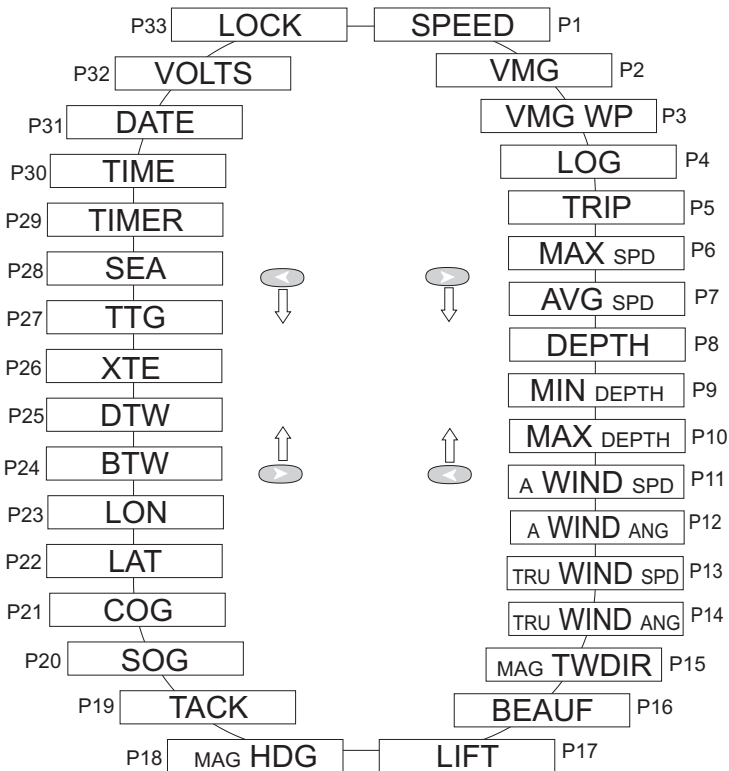 P33 LOCK SPEED P1
P32 VOLTS VMG P2
P31 DATE VMG WP P3
P30 TIME LOG P4
P29 TIMER TRIP P5
P28 SEA MAX SPD P6
P27 TTG AVG SPD P7
P26 XTE DEPTH P8
P25 DTW MIN DEPTH P9
P24 BTW MAX DEPTH P10
P23 LON A WIND SPD P11
P22 LAT A WIND ANG P12
P21 COG TRU WIND SPD P13
P20 SOG TRU WIND ANG P14
P19 TACK MAG TWDIR P15
P18 MAG HDG BEAUF P16
LIFT P17